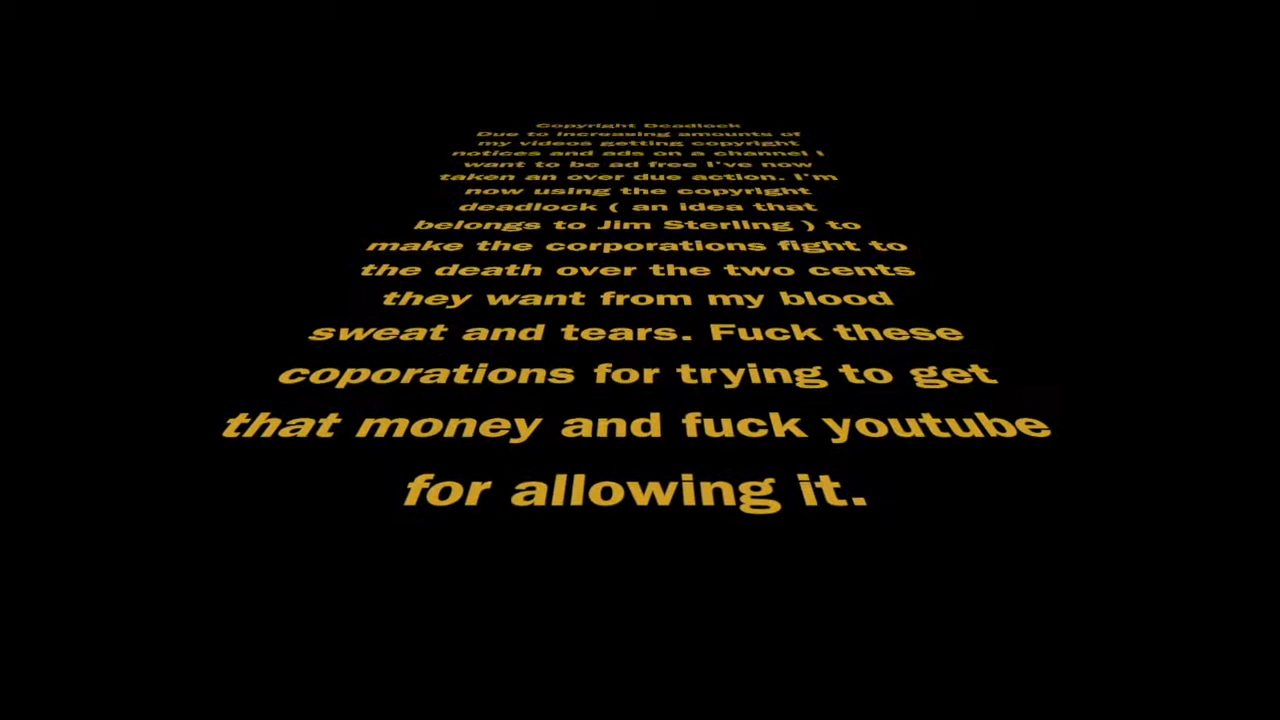 Copyright Deadlock
Due to increasing amounts of
my videos getting copyright
notices and ads on a channel I
want to be ad free I've now
taken an over due action. I'm
now using the copyright
deadlock ( an idea that
belongs to Jim Sterling ) to
make the corporations fight to
the death over the two cents
they want from my blood
sweat and tears. Fuck these
coporations for trying to get
that money and fuck youtube
for allowing it.